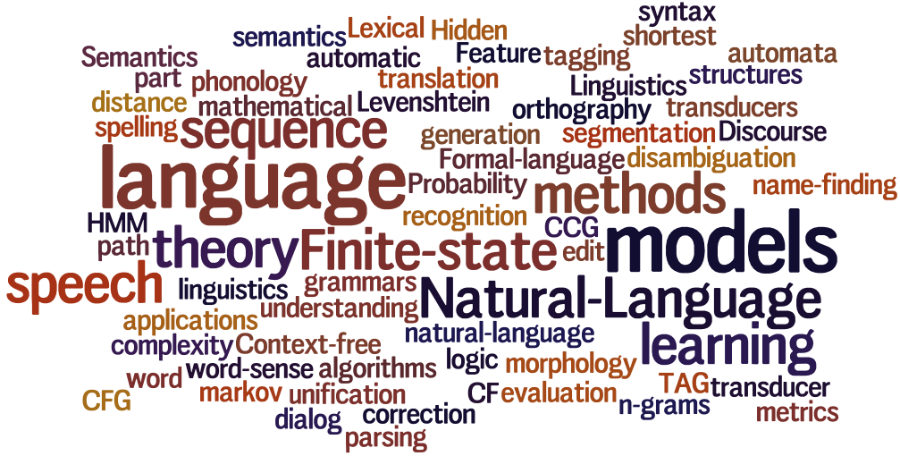 syntax
semantics Lexical Hidden shortest
Semantics automatic Feature tagging automata
part phonology translation Linguistics structures
distance mathematical Levenshtein orthography transducers
spelling sequence generation segmentation Discourse
Formal-language disambiguation
language Probability methods name-finding
HMM recognition CCG
path theory Finite-state edit models
speech linguistics grammars
understanding Natural-Language
applications natural-language learning
complexity Context-free logic morphology
word word-sense algorithms TAG transducer
CFG markov unification CF evaluation n-grams metrics
dialog correction
parsing